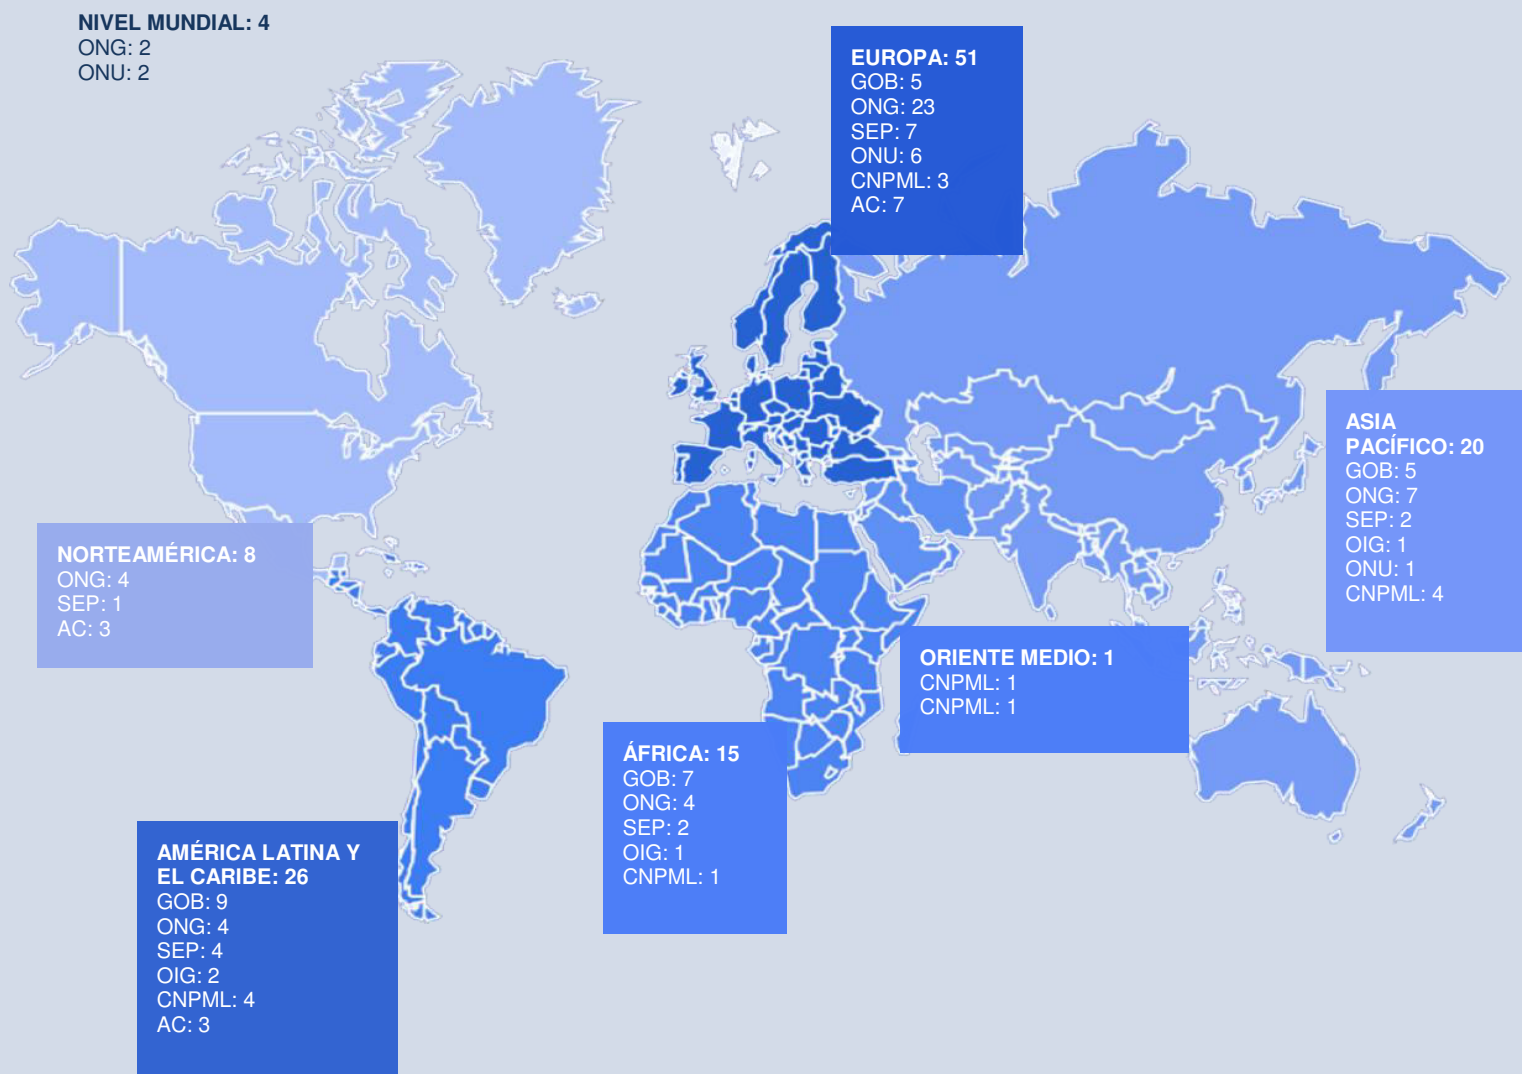 NIVEL MUNDIAL: 4
ONG: 2
ONU: 2
EUROPA: 51
GOB: 5
ONG: 23
SEP: 7
ONU: 6
CNPML: 3
AC: 7
ASIA
PACÍFICO: 20
GOB: 5
ONG: 7
SEP: 2
OIG: 1
ONU: 1
CNPML: 4
NORTEAMÉRICA: 8
ONG: 4
SEP: 1
AC: 3
ORIENTE MEDIO: 1
CNPML: 1
CNPML: 1
ÁFRICA: 15
GOB: 7
ONG: 4
SEP: 2
OIG: 1
CNPML: 1
AMÉRICA LATINA Y
EL CARIBE: 26
GOB: 9
ONG: 4
SEP: 4
OIG: 2
CNPML: 4
AC: 3